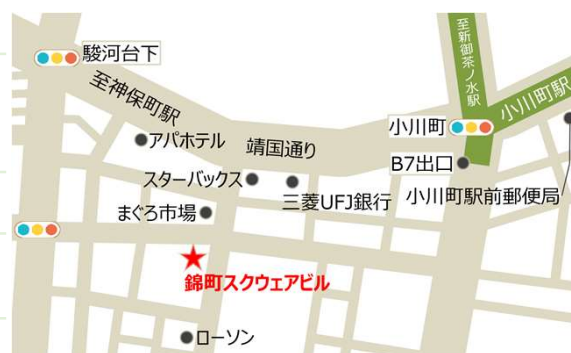 駿河台下
至新御茶ノ水駅
至神保町駅
小川町駅
小川町
アパホテル
靖国通り
B7出口
スターバックス
三菱UFJ銀行
小川町駅前郵便局
まぐろ市場
錦町スクウェアビル
ローソン